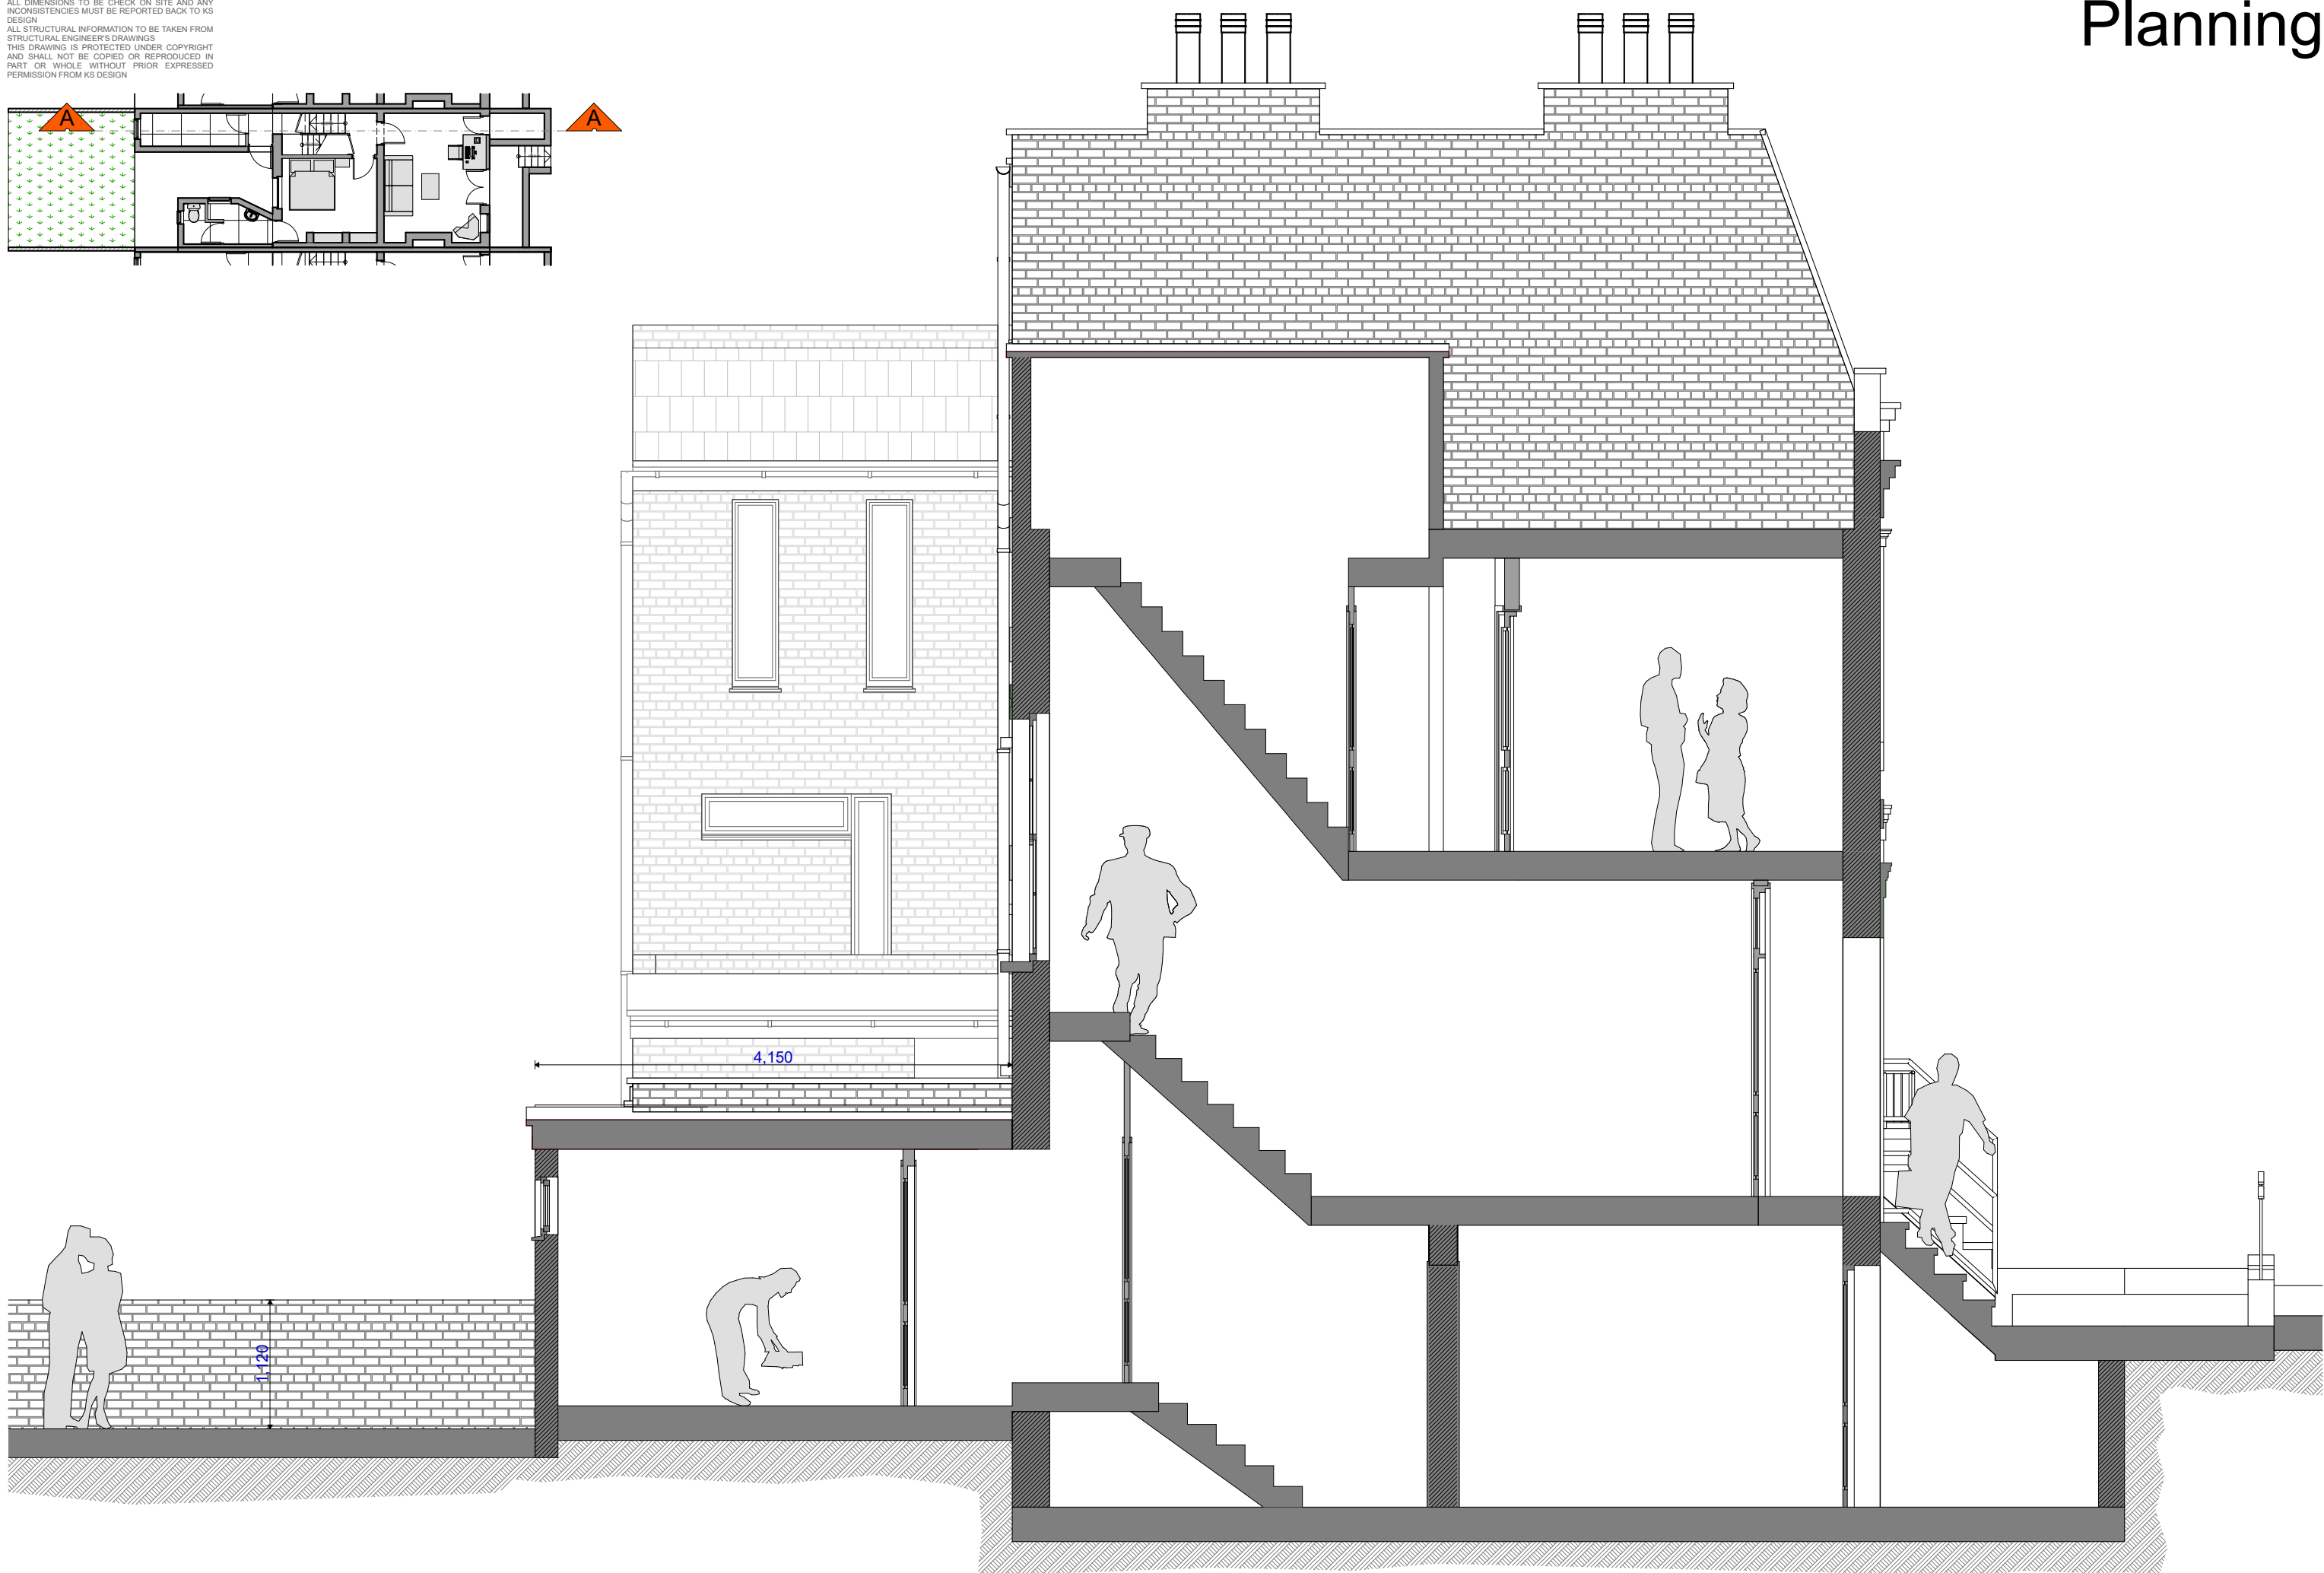 ALL DIMENSIONS TO BE CHECK ON SITE AND ANY
INCONSISTENCIES MUST BE REPORTED BACK TO KS
DESIGN
ALL STRUCTURAL INFORMATION TO BE TAKEN FROM
STRUCTURAL ENGINEER'S DRAWINGS
THIS DRAWING IS PROTECTED UNDER COPYRIGHT
AND SHALL NOT BE COPIED OR REPRODUCED IN
PART OR WHOLE WITHOUT PRIOR EXPRESSED
PERMISSION FROM KS DESIGN
Planning
A
A
4,150
1,120